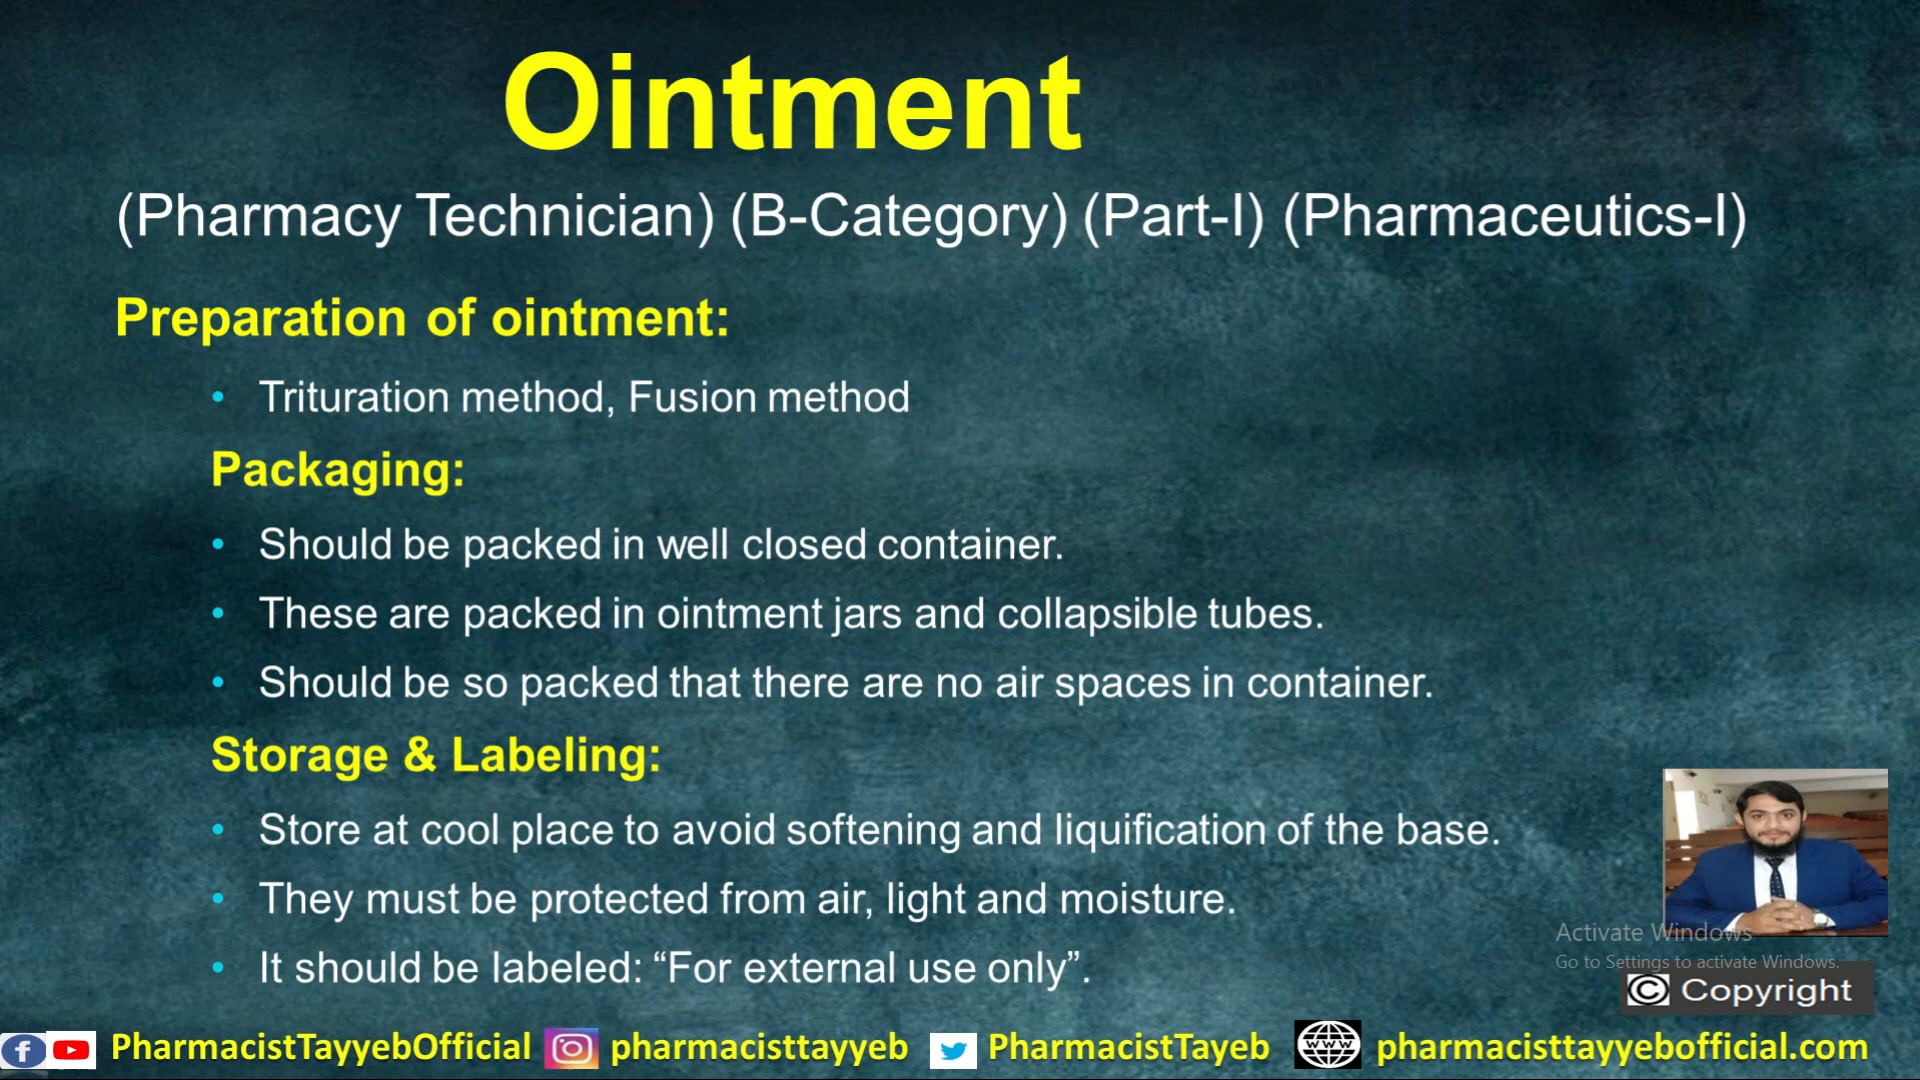 Ointment
(Pharmacy Technician) (B-Category) (Part-I) (Pharmaceutics-I)
Preparation of ointment:
• Trituration method, Fusion method
Packaging:
• Should be packed in well closed container.
• These are packed in ointment jars and collapsible tubes.
• Should be so packed that there are no air spaces in container.
Storage & Labeling:
• Store at cool place to avoid softening and liquification of the base.
• They must be protected from air, light and moisture.
• It should be labeled: “For external use only”.
Activate Windows
Go to Settings to activate Windows.
© Copyright
f PharmacistTayyebOfficial pharmacisttayyeb PharmacistTayeb www pharmacisttayyebofficial.com